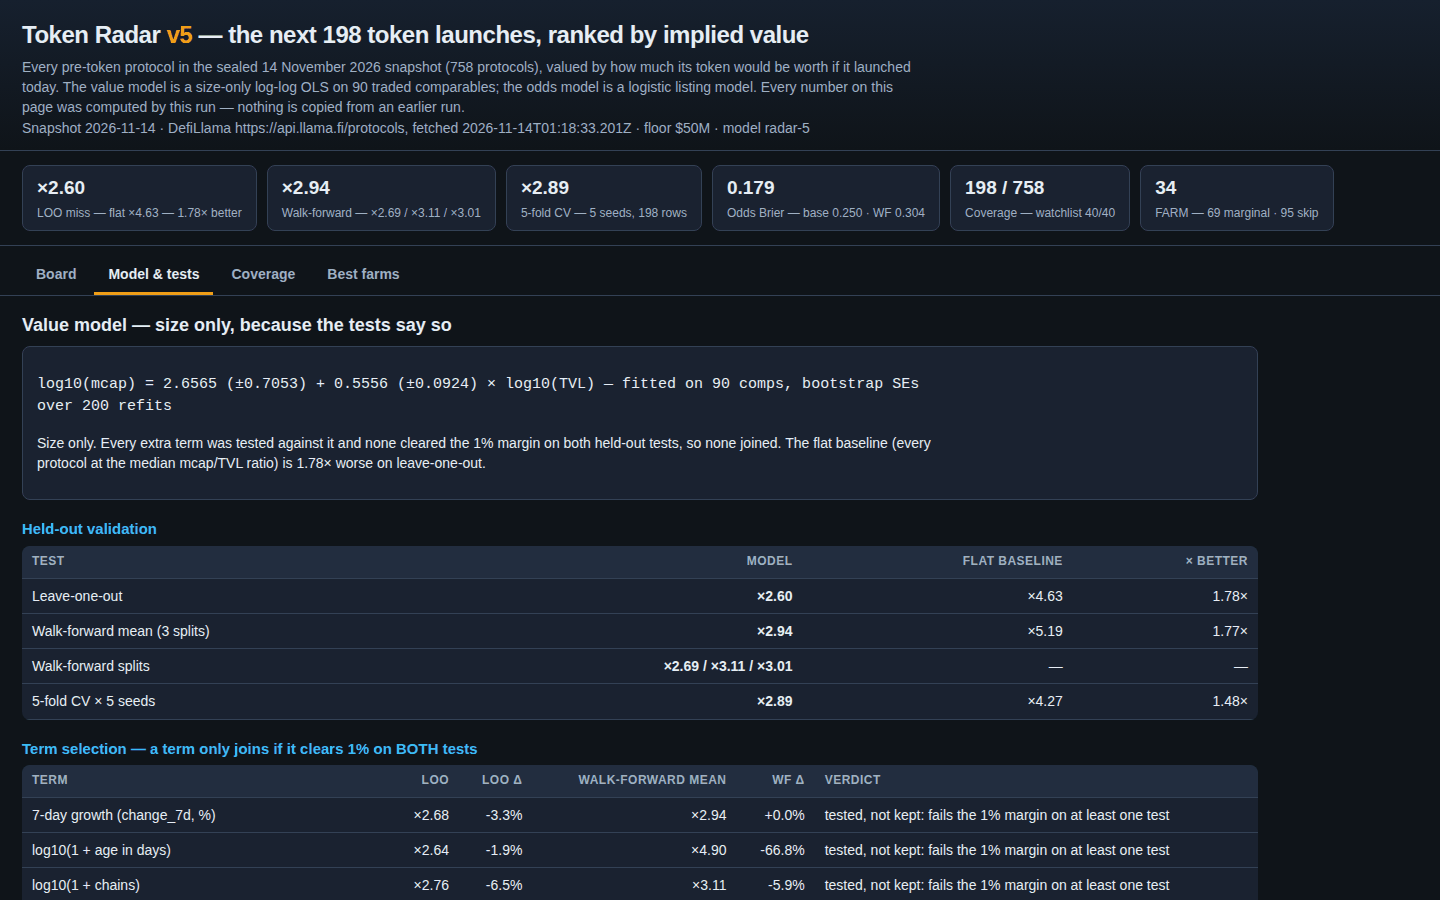 Token Radar v5 — the next 198 token launches, ranked by implied value
Every pre-token protocol in the sealed 14 November 2026 snapshot (758 protocols), valued by how much its token would be worth if it launched
today. The value model is a size-only log-log OLS on 90 traded comparables; the odds model is a logistic listing model. Every number on this
page was computed by this run — nothing is copied from an earlier run.
Snapshot 2026-11-14 · DefiLlama https://api.llama.fi/protocols, fetched 2026-11-14T01:18:33.201Z · floor $50M · model radar-5
×2.60
LOO miss — flat ×4.63 — 1.78× better
×2.94
Walk-forward — ×2.69 / ×3.11 / ×3.01
×2.89
5-fold CV — 5 seeds, 198 rows
0.179
Odds Brier — base 0.250 · WF 0.304
198 / 758
Coverage — watchlist 40/40
34
FARM — 69 marginal · 95 skip
Board Model & tests Coverage Best farms
Value model — size only, because the tests say so
log10(mcap) = 2.6565 (±0.7053) + 0.5556 (±0.0924) × log10(TVL) — fitted on 90 comps, bootstrap SEs
over 200 refits
Size only. Every extra term was tested against it and none cleared the 1% margin on both held-out tests, so none joined. The flat baseline (every
protocol at the median mcap/TVL ratio) is 1.78× worse on leave-one-out.
Held-out validation
TEST MODEL FLAT BASELINE × BETTER
Leave-one-out ×2.60 ×4.63 1.78×
Walk-forward mean (3 splits) ×2.94 ×5.19 1.77×
Walk-forward splits ×2.69 / ×3.11 / ×3.01 — —
5-fold CV × 5 seeds ×2.89 ×4.27 1.48×
Term selection — a term only joins if it clears 1% on BOTH tests
TERM LOO LOO Δ WALK-FORWARD MEAN WF Δ VERDICT
7-day growth (change_7d, %) ×2.68 -3.3% ×2.94 +0.0% tested, not kept: fails the 1% margin on at least one test
log10(1 + age in days) ×2.64 -1.9% ×4.90 -66.8% tested, not kept: fails the 1% margin on at least one test
log10(1 + chains) ×2.76 -6.5% ×3.11 -5.9% tested, not kept: fails the 1% margin on at least one test